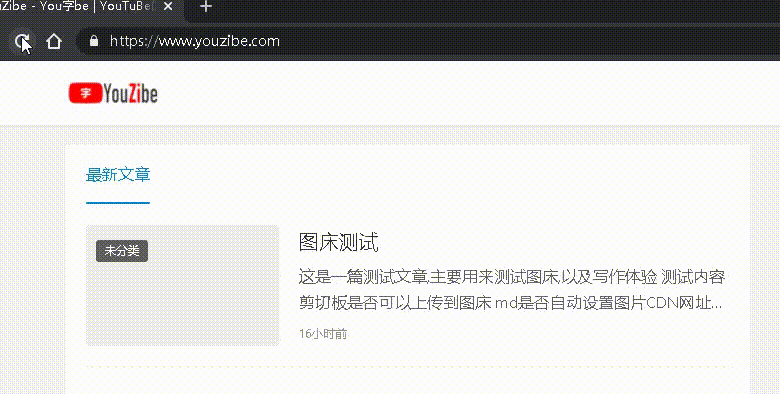 uZibe - You字be | YouTuBe
https://www.youzibe.com
字 YouZibe
最新文章
未分类
图床测试
这是一篇测试文章,主要用来测试图床,以及写作体验 测试内容
剪切板是否可以上传到图床 md是否自动设置图片CDN网址...
16小时前